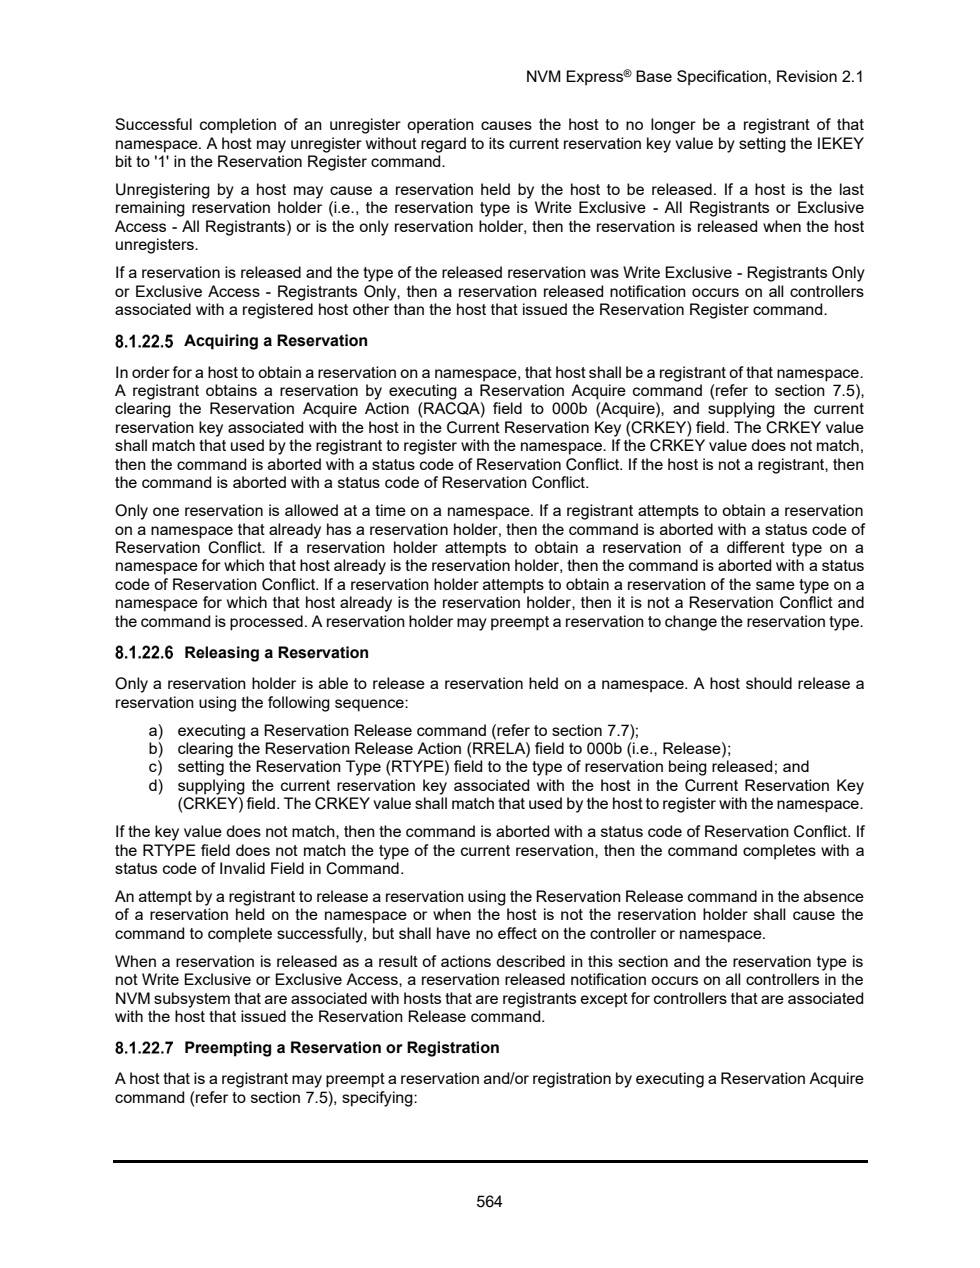 NVM Express® Base Specification, Revision 2.1
Successful completion of an unregister operation causes the host to no longer be a registrant of that
namespace. A host may unregister without regard to its current reservation key value by setting the IEKEY
bit to '1' in the Reservation Register command.
Unregistering by a host may cause a reservation held by the host to be released. If a host is the last
remaining reservation holder (i.e., the reservation type is Write Exclusive - All Registrants or Exclusive
Access - All Registrants) or is the only reservation holder, then the reservation is released when the host
unregisters.
If a reservation is released and the type of the released reservation was Write Exclusive - Registrants Only
or Exclusive Access - Registrants Only, then a reservation released notification occurs on all controllers
associated with a registered host other than the host that issued the Reservation Register command.
8.1.22.5 Acquiring a Reservation
In order for a host to obtain a reservation on a namespace, that host shall be a registrant of that namespace.
A registrant obtains a reservation by executing a Reservation Acquire command (refer to section 7.5),
clearing the Reservation Acquire Action (RACQA) field to 000b (Acquire), and supplying the current
reservation key associated with the host in the Current Reservation Key (CRKEY) field. The CRKEY value
shall match that used by the registrant to register with the namespace. If the CRKEY value does not match,
then the command is aborted with a status code of Reservation Conflict. If the host is not a registrant, then
the command is aborted with a status code of Reservation Conflict.
Only one reservation is allowed at a time on a namespace. If a registrant attempts to obtain a reservation
on a namespace that already has a reservation holder, then the command is aborted with a status code of
Reservation Conflict. If a reservation holder attempts to obtain a reservation of a different type on a
namespace for which that host already is the reservation holder, then the command is aborted with a status
code of Reservation Conflict. If a reservation holder attempts to obtain a reservation of the same type on a
namespace for which that host already is the reservation holder, then it is not a Reservation Conflict and
the command is processed. A reservation holder may preempt a reservation to change the reservation type.
8.1.22.6 Releasing a Reservation
Only a reservation holder is able to release a reservation held on a namespace. A host should release a
reservation using the following sequence:
a) executing a Reservation Release command (refer to section 7.7);
b) clearing the Reservation Release Action (RRELA) field to 000b (i.e., Release);
c) setting the Reservation Type (RTYPE) field to the type of reservation being released; and
d) supplying the current reservation key associated with the host in the Current Reservation Key
(CRKEY) field. The CRKEY value shall match that used by the host to register with the namespace.
If the key value does not match, then the command is aborted with a status code of Reservation Conflict. If
the RTYPE field does not match the type of the current reservation, then the command completes with a
status code of Invalid Field in Command.
An attempt by a registrant to release a reservation using the Reservation Release command in the absence
of a reservation held on the namespace or when the host is not the reservation holder shall cause the
command to complete successfully, but shall have no effect on the controller or namespace.
When a reservation is released as a result of actions described in this section and the reservation type is
not Write Exclusive or Exclusive Access, a reservation released notification occurs on all controllers in the
NVM subsystem that are associated with hosts that are registrants except for controllers that are associated
with the host that issued the Reservation Release command.
8.1.22.7 Preempting a Reservation or Registration
A host that is a registrant may preempt a reservation and/or registration by executing a Reservation Acquire
command (refer to section 7.5), specifying:
564